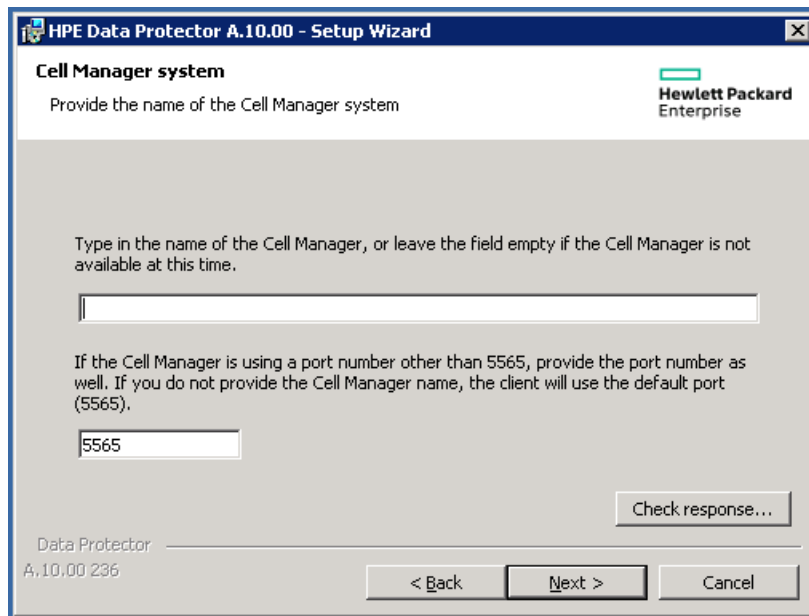 HPE Data Protector A.10.00 - Setup Wizard
Cell Manager system
Provide the name of the Cell Manager system
Hewlett Packard
Enterprise
Type in the name of the Cell Manager, or leave the field empty if the Cell Manager is not
available at this time.
If the Cell Manager is using a port number other than 5565, provide the port number as
well. If you do not provide the Cell Manager name, the client will use the default port
(5565).
5565
Check response...
Data Protector
A.10.00 236
< Back
Next >
Cancel